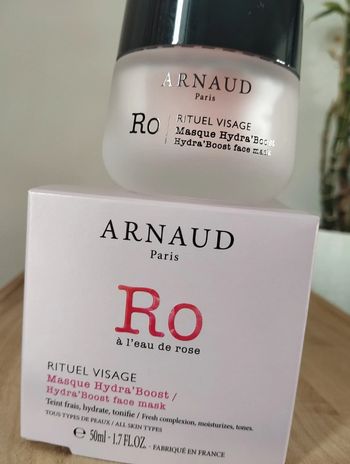 ARNAUD
Paris
Ro
RITUEL VISAGE
Masque Hydra'Boost
Hydra'Boost face mask
ARNAUD
Paris
Ro
à l'eau de rose
RITUEL VISAGE
Masque Hydra'Boost /
Hydra'Boost face mask
Teint frais, hydrate, tonifie / Fresh complexion, moisturizes, tones.
TOUS TYPES DE PEAUX / ALL SKIN TYPES
℮ 50ml - 1.7 FL.OZ. - FABRIQUÉ EN FRANCE